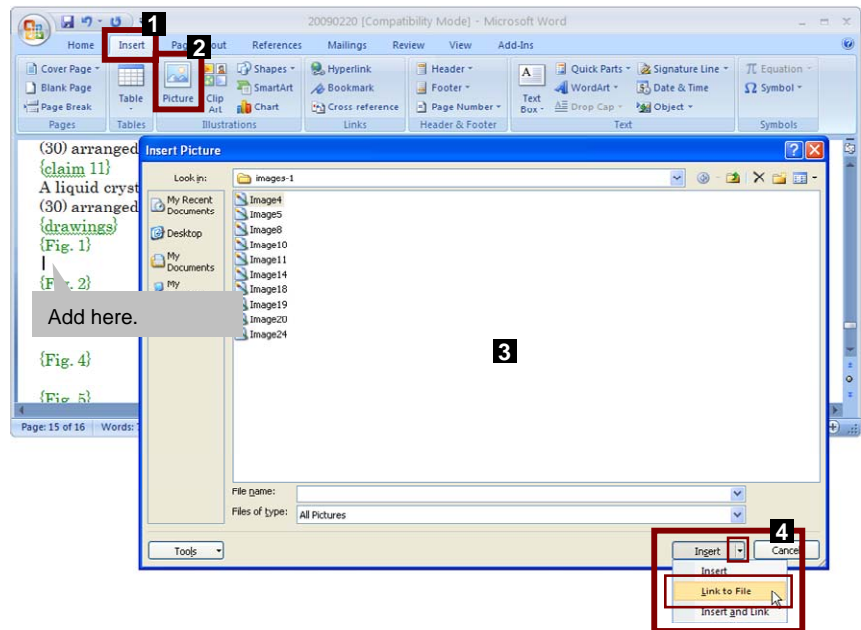 1
20090220 [Compatibility Mode] - Microsoft Word
Home Insert References Mailings Review View Add-Ins
2
Cover Page
Blank Page
Page Break
Pages
Table
Tables
Picture
Clip Art
Shapes
SmartArt
Chart
Illustrations
Hyperlink
Bookmark
Cross-reference
Links
Header
Footer
Page Number
Header & Footer
Text Box
Quick Parts
WordArt
Drop Cap
Signature Line
Date & Time
Object
Text
Equation
Symbol
Symbols
(30) arranged
{claim 11}
A liquid cryst
(30) arranged
{drawings}
{Fig. 1}
Add here.
{Fig. 4}
{Fig. 5}
Page: 15 of 16 Words:
Insert Picture
Look in: images-1
My Recent Documents
Desktop
My Documents
My
Image4
Image5
Image8
Image10
Image11
Image14
Image18
Image19
Image20
Image24
3
File name:
Files of type: All Pictures
Tools
4
Insert Cancel
Insert
Link to File
Insert and Link